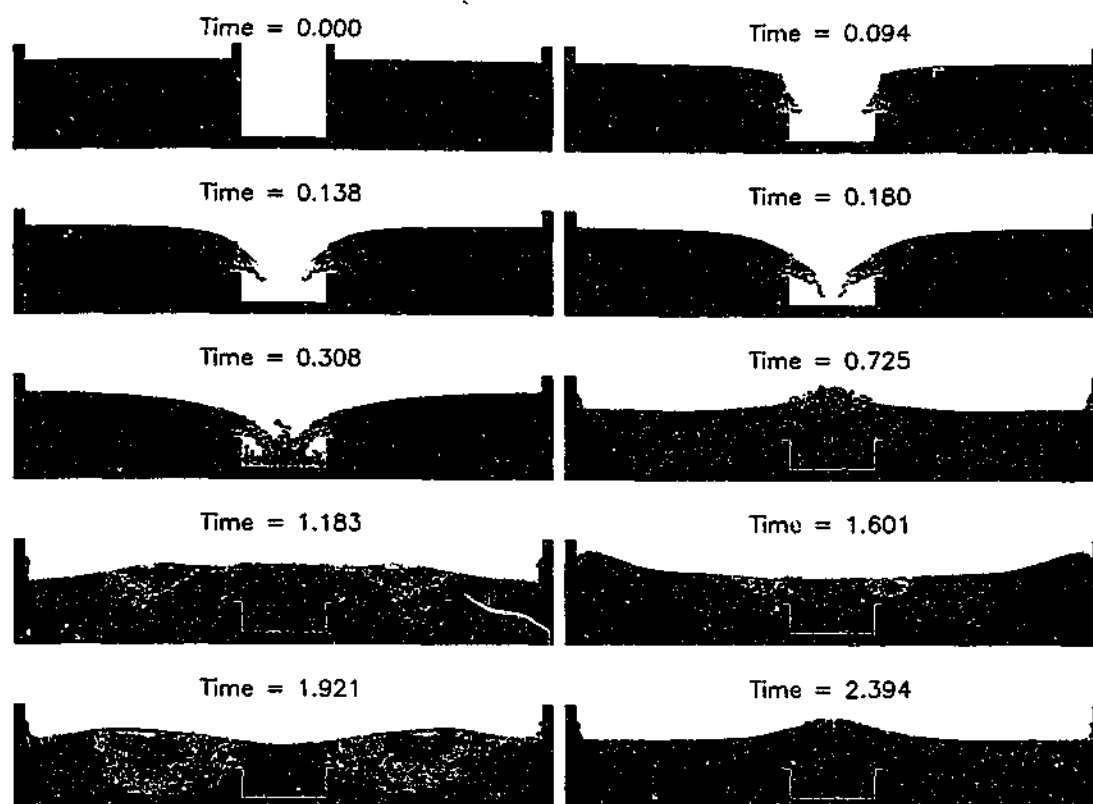 Time = 0.000
Time = 0.094
Time = 0.138
Time = 0.180
Time = 0.308
Time = 0.725
Time = 1.183
Time = 1.601
Time = 1.921
Time = 2.394